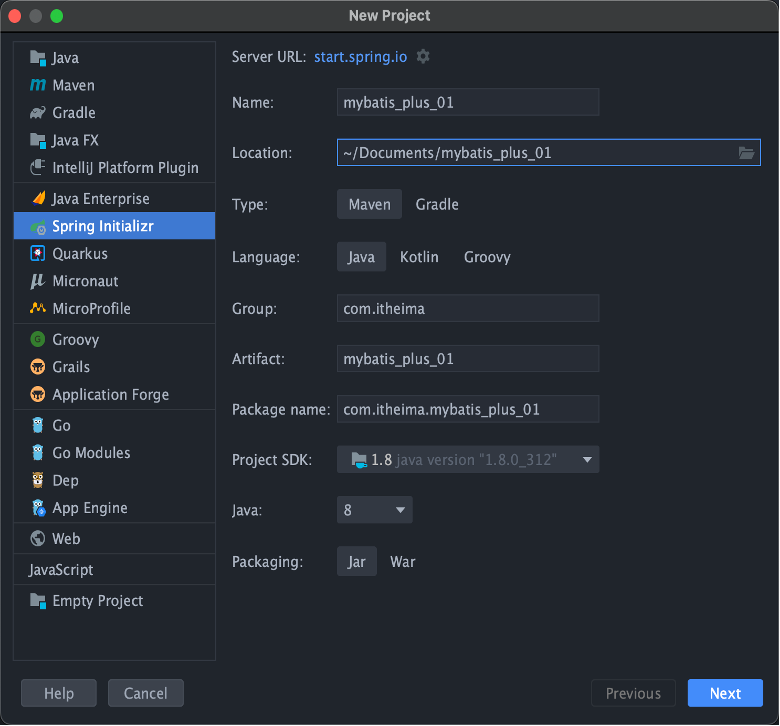 New Project
Java
Maven
Gradle
Java FX
IntelliJ Platform Plugin
Java Enterprise
Spring Initializr
Quarkus
Micronaut
MicroProfile
Groovy
Grails
Application Forge
Go
Go Modules
Dep
App Engine
Web
JavaScript
Empty Project
Server URL: start.spring.io
Name: mybatis_plus_01
Location: ~/Documents/mybatis_plus_01
Type: Maven Gradle
Language: Java Kotlin Groovy
Group: com.itheima
Artifact: mybatis_plus_01
Package name: com.itheima.mybatis_plus_01
Project SDK: 1.8 java version "1.8.0_312"
Java: 8
Packaging: Jar War
Help Cancel Previous Next